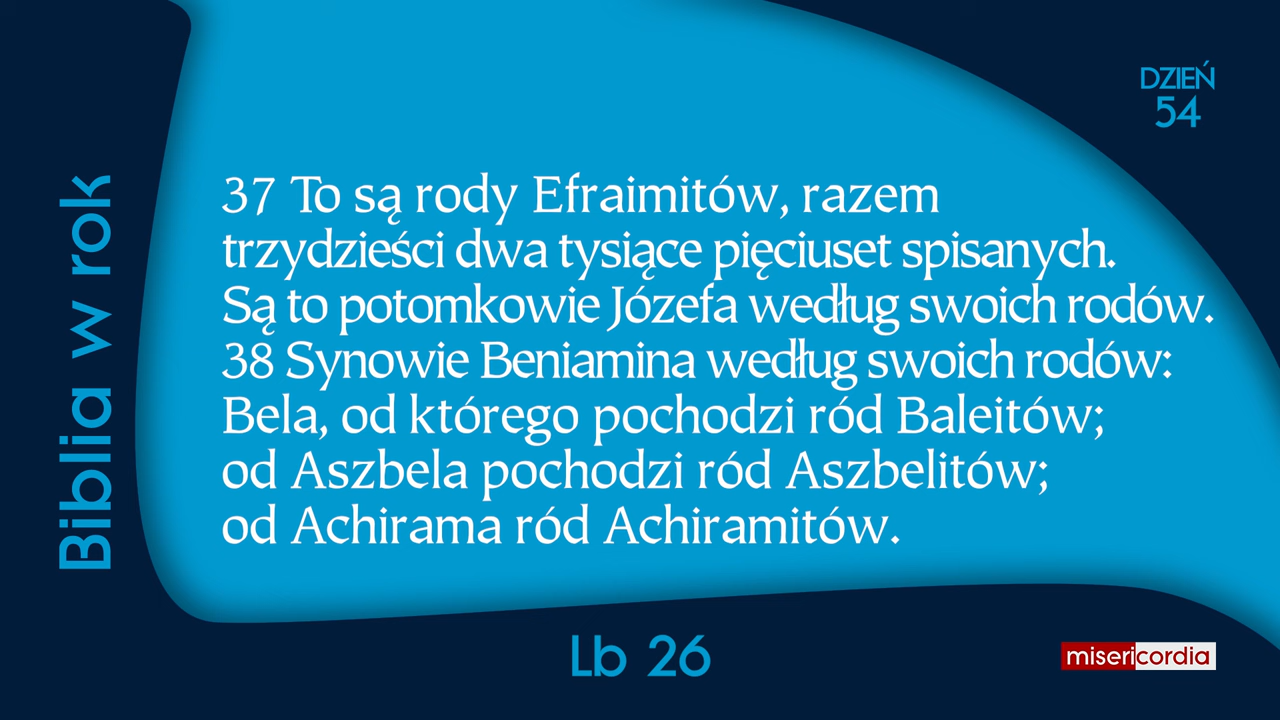 DZIEŃ
54
Biblia w rok
37 To są rody Efraimitów, razem
trzydzieści dwa tysiące pięciuset spisanych.
Są to potomkowie Józefa według swoich rodów.
38 Synowie Beniamina według swoich rodów:
Bela, od którego pochodzi ród Baleitów;
od Aszbela pochodzi ród Aszbelitów;
od Achirama ród Achiramitów.
Lb 26
misericordia